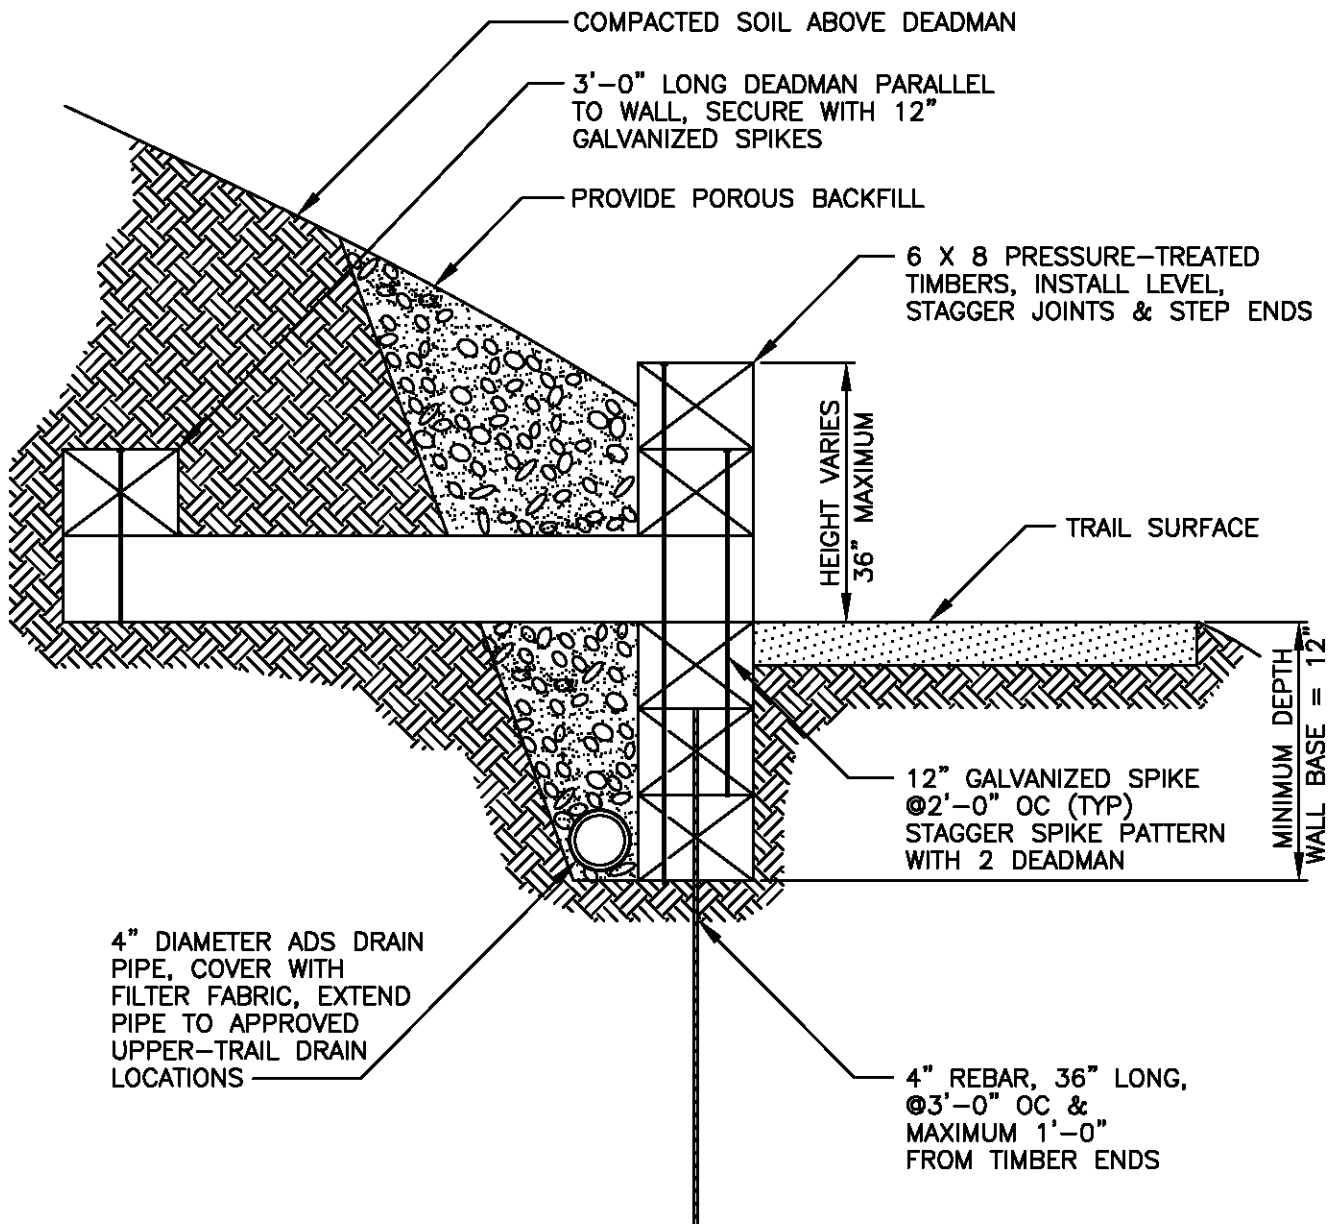 COMPACTED SOIL ABOVE DEADMAN
3'-0" LONG DEADMAN PARALLEL
TO WALL, SECURE WITH 12"
GALVANIZED SPIKES
PROVIDE POROUS BACKFILL
6 X 8 PRESSURE-TREATED
TIMBERS, INSTALL LEVEL,
STAGGER JOINTS & STEP ENDS
HEIGHT VARIES
36" MAXIMUM
TRAIL SURFACE
MINIMUM DEPTH
WALL BASE = 12"
12" GALVANIZED SPIKE
@2'-0" OC (TYP)
STAGGER SPIKE PATTERN
WITH 2 DEADMAN
4" DIAMETER ADS DRAIN
PIPE, COVER WITH
FILTER FABRIC, EXTEND
PIPE TO APPROVED
UPPER-TRAIL DRAIN
LOCATIONS
4" REBAR, 36" LONG,
@3'-0" OC &
MAXIMUM 1'-0"
FROM TIMBER ENDS